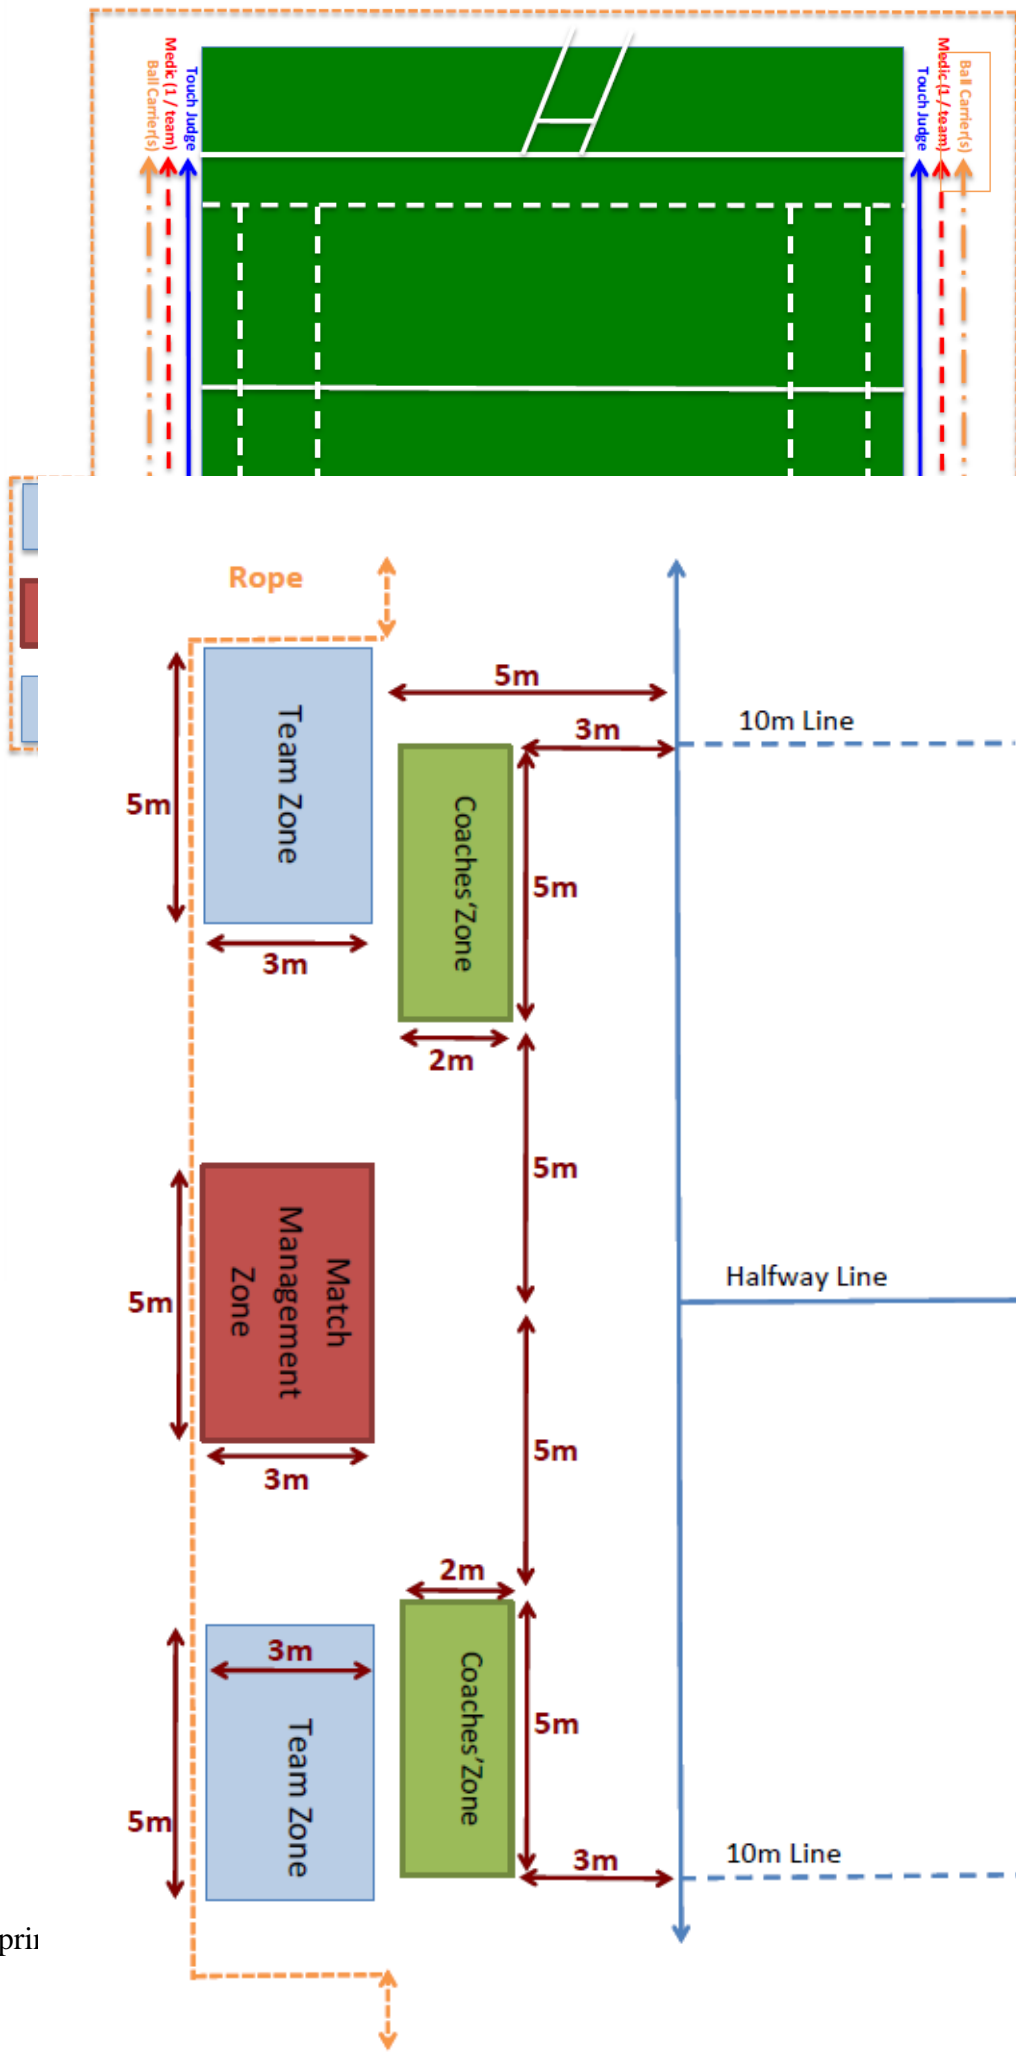 Ball Carrier(s)
Medic (1 / team)
Touch Judge
Touch Judge
Medic (1 / team)
Ball Carrier(s)
Rope
5m
3m
10m Line
Team Zone
5m
Coaches'Zone
5m
3m
2m
5m
Match
Management
Zone
Halfway Line
5m
5m
3m
2m
3m
Coaches'Zone
5m
Team Zone
5m
10m Line
3m